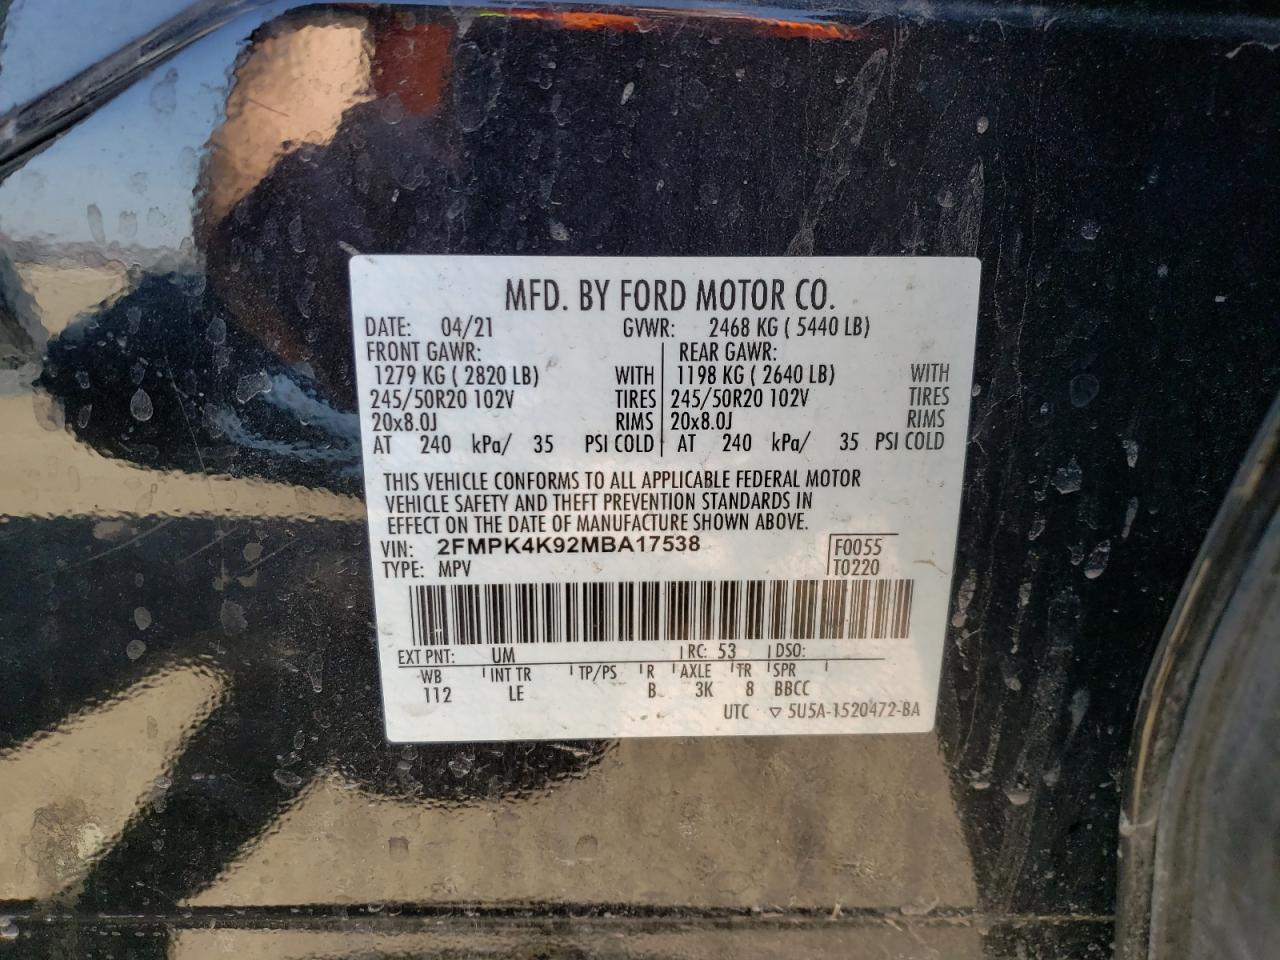 MFD. BY FORD MOTOR CO.
DATE: 04/21 GVWR: 2468 KG ( 5440 LB)
FRONT GAWR: REAR GAWR:
1279 KG ( 2820 LB) WITH 1198 KG ( 2640 LB) WITH
245/50R20 102V TIRES 245/50R20 102V TIRES
20x8.0J RIMS 20x8.0J RIMS
AT 240 kPa/ 35 PSI COLD AT 240 kPa/ 35 PSI COLD
THIS VEHICLE CONFORMS TO ALL APPLICABLE FEDERAL MOTOR
VEHICLE SAFETY AND THEFT PREVENTION STANDARDS IN
EFFECT ON THE DATE OF MANUFACTURE SHOWN ABOVE.
VIN: 2FMPK4K92MBA17538 F0055
TYPE: MPV T0220
EXT PNT: UM RC: 53 DSO:
WB INT TR TP/PS R AXLE TR SPR
112 LE B 3K 8 BBCC
UTC ▽ 5U5A-1520472-BA